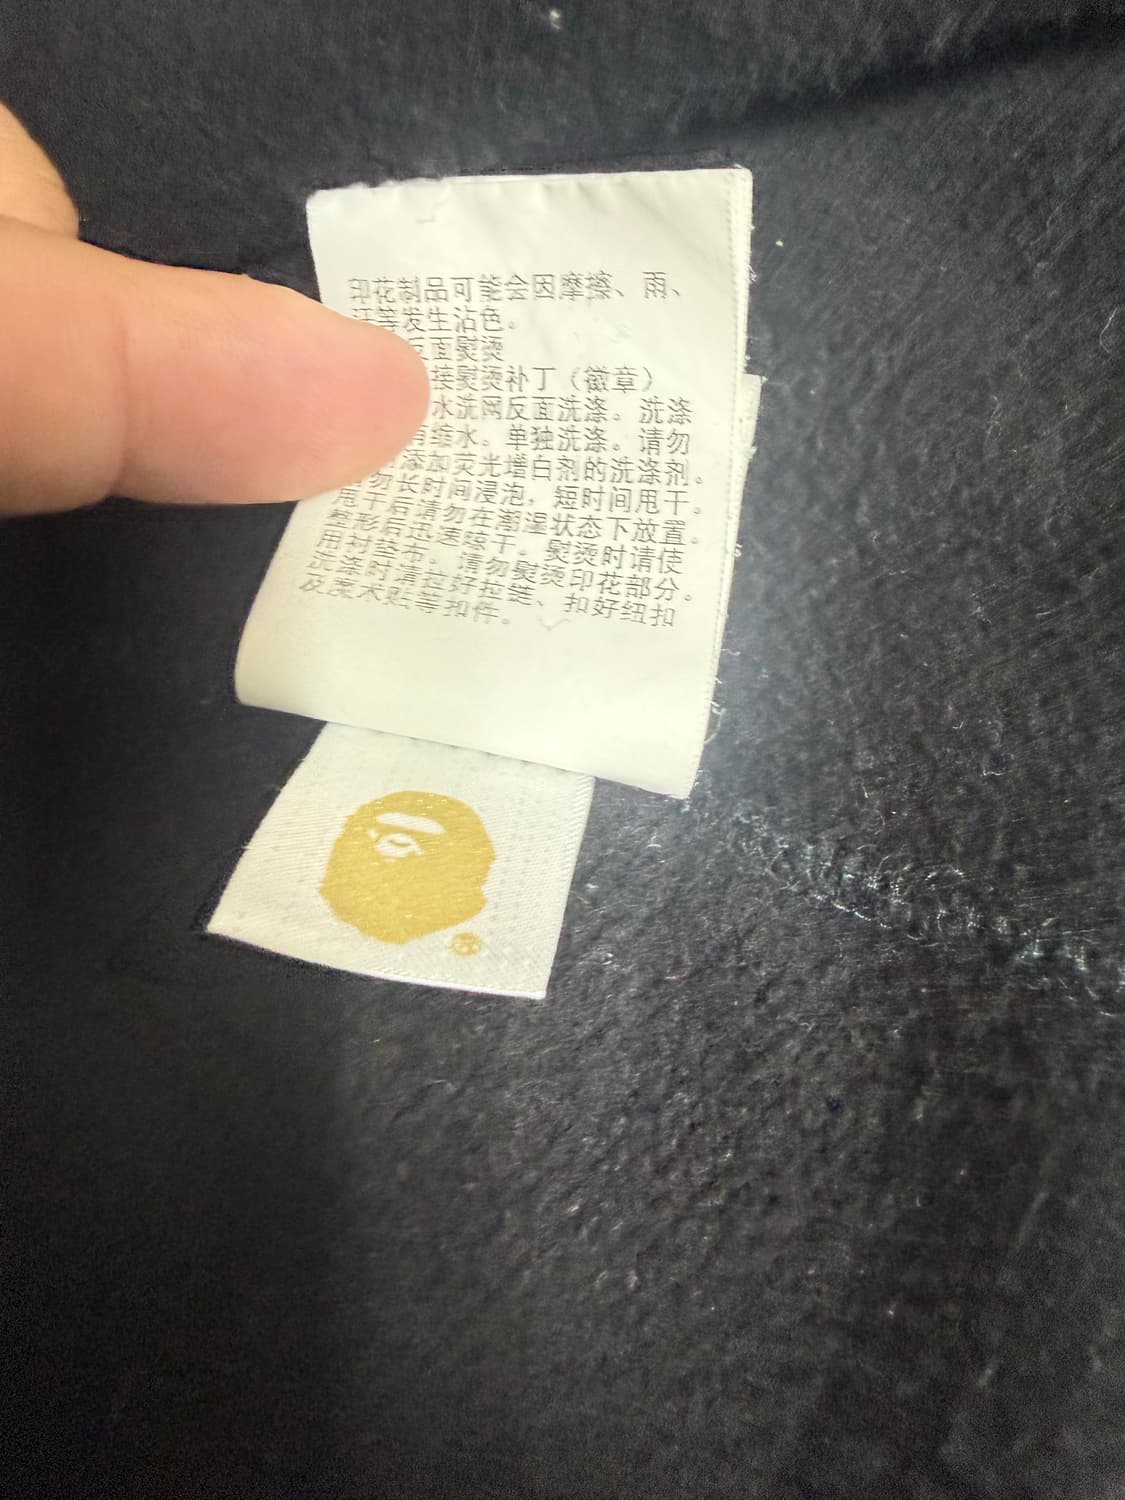 印花制品可能会因摩擦、雨、
汗等发生沾色。
反面熨烫
接熨烫补丁（徽章）
水洗网反面洗涤。洗涤
缩水。单独洗涤。请勿
添加荧光增白剂的洗涤剂。
勿长时间浸泡，短时间甩干。
甩干后请勿在潮湿状态下放置。
整形后迅速晾干。熨烫时请使
用衬垫布。请勿熨烫印花部分。
洗涤时请拉好拉链、扣好纽扣
及魔术贴等扣件。
®